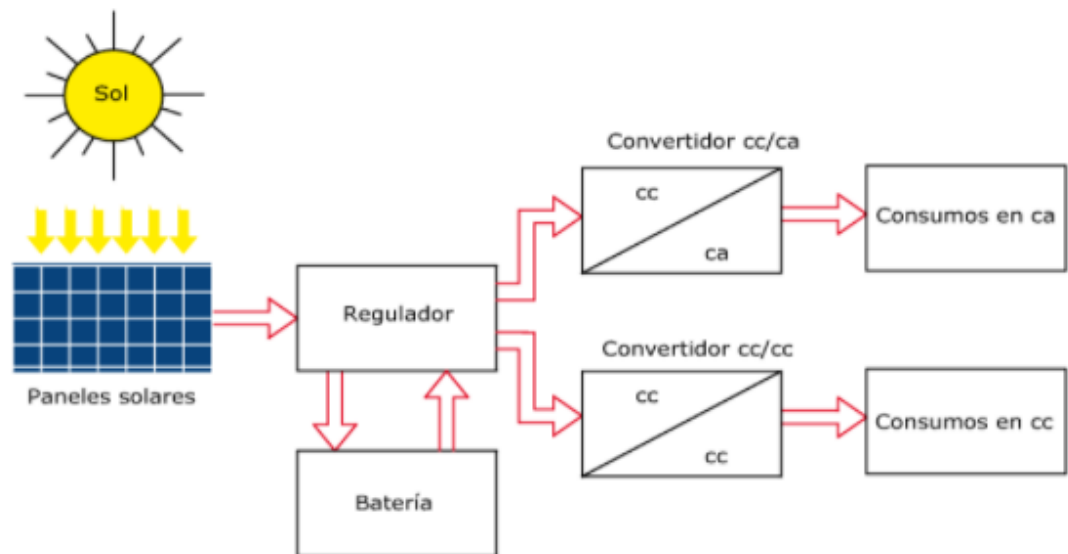 Sol
Convertidor cc/ca
cc
ca
Consumos en ca
Regulador
Paneles solares
Convertidor cc/cc
cc
cc
Consumos en cc
Batería